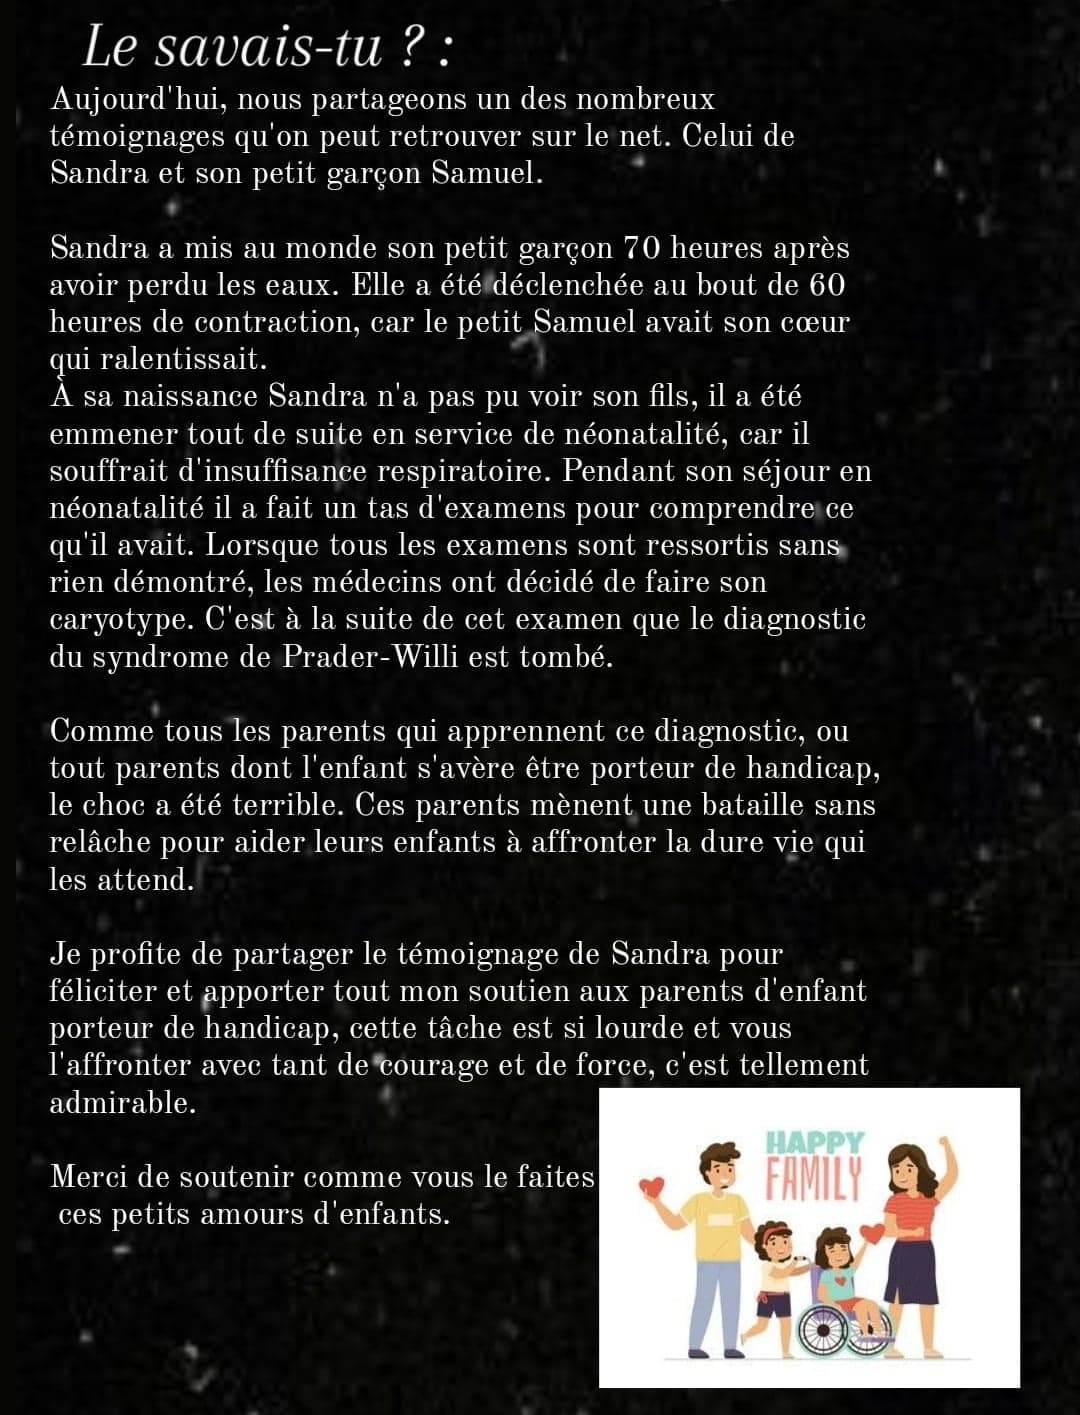 Le savais-tu ? :
Aujourd'hui, nous partageons un des nombreux
témoignages qu'on peut retrouver sur le net. Celui de
Sandra et son petit garçon Samuel.
Sandra a mis au monde son petit garçon 70 heures après
avoir perdu les eaux. Elle a été déclenchée au bout de 60
heures de contraction, car le petit Samuel avait son cœur
qui ralentissait.
À sa naissance Sandra n'a pas pu voir son fils, il a été
emmener tout de suite en service de néonatalité, car il
souffrait d'insuffisance respiratoire. Pendant son séjour en
néonatalité il a fait un tas d'examens pour comprendre ce
qu'il avait. Lorsque tous les examens sont ressortis sans
rien démontré, les médecins ont décidé de faire son
caryotype. C'est à la suite de cet examen que le diagnostic
du syndrome de Prader-Willi est tombé.
Comme tous les parents qui apprennent ce diagnostic, ou
tout parents dont l'enfant s'avère être porteur de handicap,
le choc a été terrible. Ces parents mènent une bataille sans
relâche pour aider leurs enfants à affronter la dure vie qui
les attend.
Je profite de partager le témoignage de Sandra pour
féliciter et apporter tout mon soutien aux parents d'enfant
porteur de handicap, cette tâche est si lourde et vous
l'affronter avec tant de courage et de force, c'est tellement
admirable.
Merci de soutenir comme vous le faites
ces petits amours d'enfants.
HAPPY
FAMILY